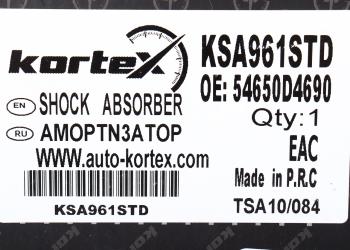 kortex
KSA961STD
OE: 54650D4690
EN SHOCK ABSORBER
Qty:1
RU AMOPTN3ATOP
EAC
WWW.auto-kortex.com
Made in P.R.C
KSA961STD
TSA10/084